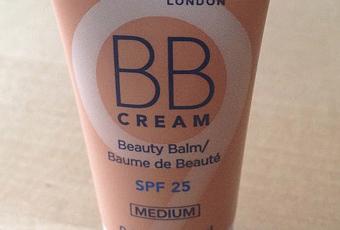 LONDON
BB
CREAM
Beauty Balm/
Baume de Beauté
SPF 25
MEDIUM